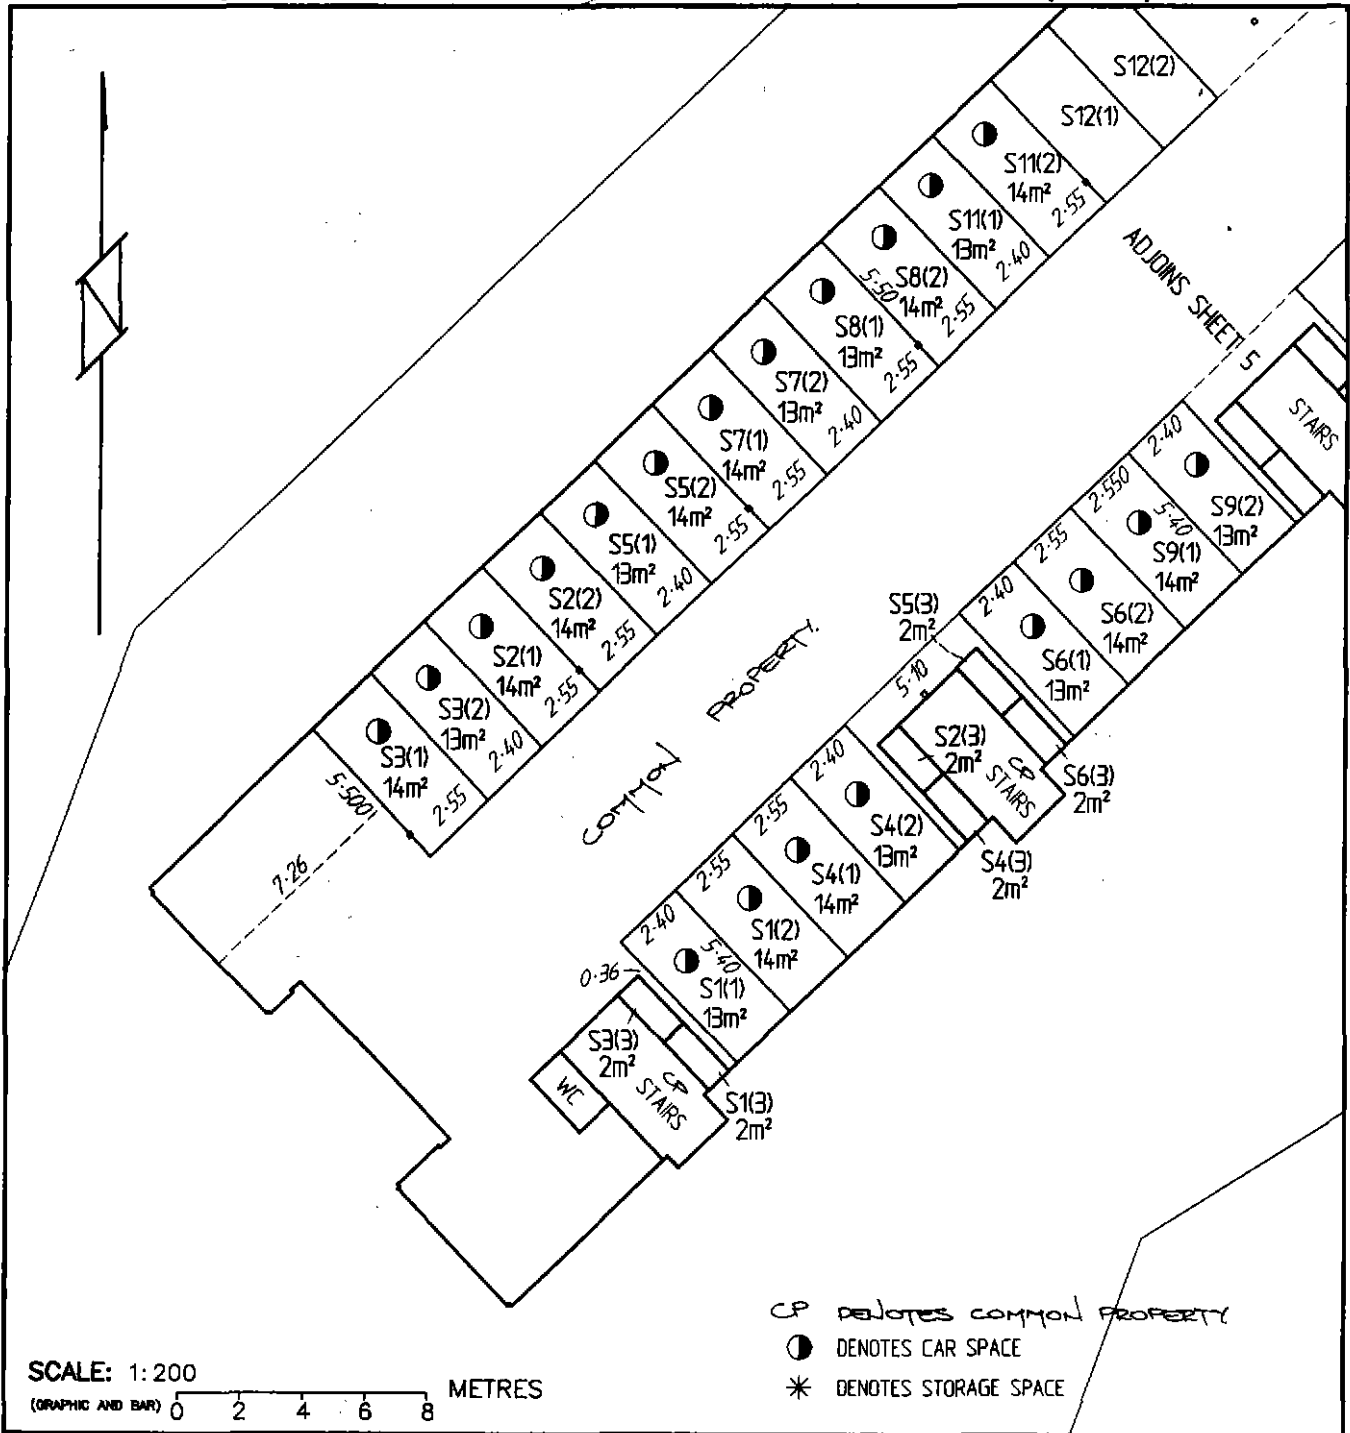 S12(2)
S12(1)
S11(2)
14m²
2·55
S11(1)
13m²
2·40
S8(2)
14m²
5·50
2·55
S8(1)
13m²
2·55
S7(2)
13m²
2·40
S7(1)
14m²
2·55
S5(2)
14m²
2·55
S5(1)
13m²
2·40
S2(2)
14m²
2·55
S2(1)
14m²
2·55
S3(2)
13m²
2·40
S3(1)
14m²
5·500
2·55
7·26
ADJOINS SHEET 5
STAIRS
2·40
S9(2)
13m²
2·550
5·40
S9(1)
14m²
2·55
S6(2)
14m²
2·40
S6(1)
13m²
S5(3)
2m²
5·10
S2(3)
2m²
CP
STAIRS
S6(3)
2m²
S4(3)
2m²
COMMON PROPERTY.
2·40
S4(2)
13m²
2·55
S4(1)
14m²
2·55
S1(2)
14m²
2·40
5·40
S1(1)
13m²
0·36
S3(3)
2m²
CP
STAIRS
WC
S1(3)
2m²
CP DENOTES COMMON PROPERTY
DENOTES CAR SPACE
DENOTES STORAGE SPACE
SCALE: 1:200
(GRAPHIC AND BAR)
0 2 4 6 8
METRES